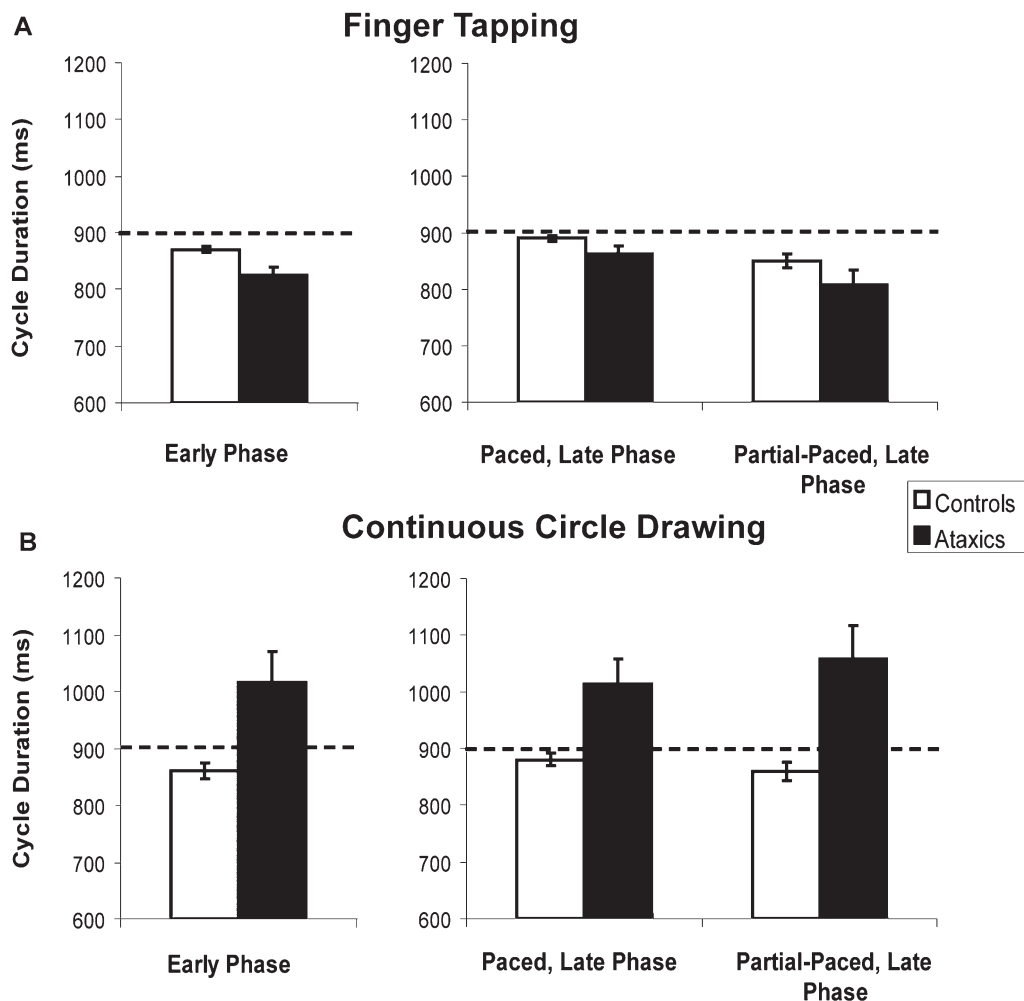 A
Finger Tapping
Cycle Duration (ms)
1200
1100
1000
900
800
700
600
Early Phase
1200
1100
1000
900
800
700
600
Paced, Late Phase
Partial-Paced, Late
Phase
Controls
Ataxics
B
Continuous Circle Drawing
Cycle Duration (ms)
1200
1100
1000
900
800
700
600
Early Phase
1200
1100
1000
900
800
700
600
Paced, Late Phase
Partial-Paced, Late
Phase